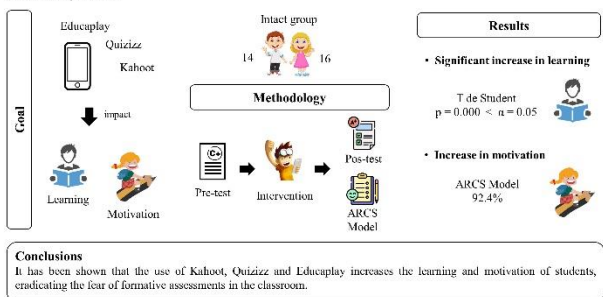 Goal
Educaplay
Quizizz
Kahoot
impact
Learning
Motivation
Intact group
14
16
Methodology
Pre-test
Intervention
Pos-test
ARCS
Model
Results
• Significant increase in learning
T de Student
p = 0.000 < α = 0.05
• Increase in motivation
ARCS Model
92.4%
Conclusions
It has been shown that the use of Kahoot, Quizizz and Educaplay increases the learning and motivation of students,
eradicating the fear of formative assessments in the classroom.